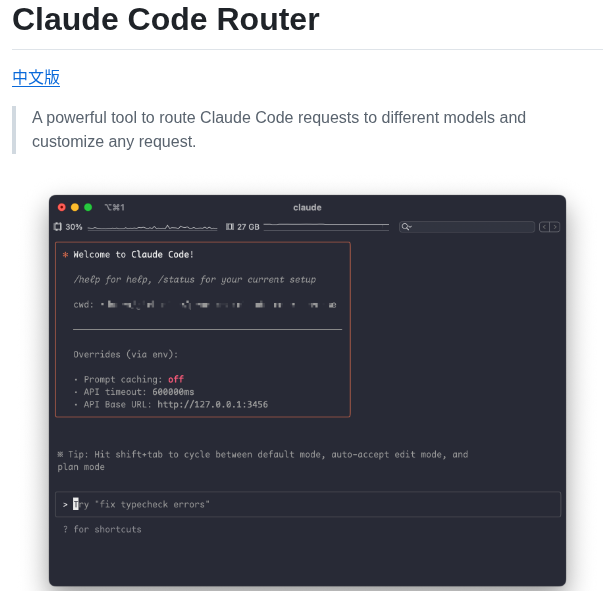 Claude Code Router
中文版
A powerful tool to route Claude Code requests to different models and
customize any request.
⌥⌘1 claude
30% 27 GB
* Welcome to Claude Code!
/help for help, /status for your current setup
cwd:
Overrides (via env):
• Prompt caching: off
• API timeout: 600000ms
• API Base URL: http://127.0.0.1:3456
※ Tip: Hit shift+tab to cycle between default mode, auto-accept edit mode, and
plan mode
> Try "fix typecheck errors"
? for shortcuts